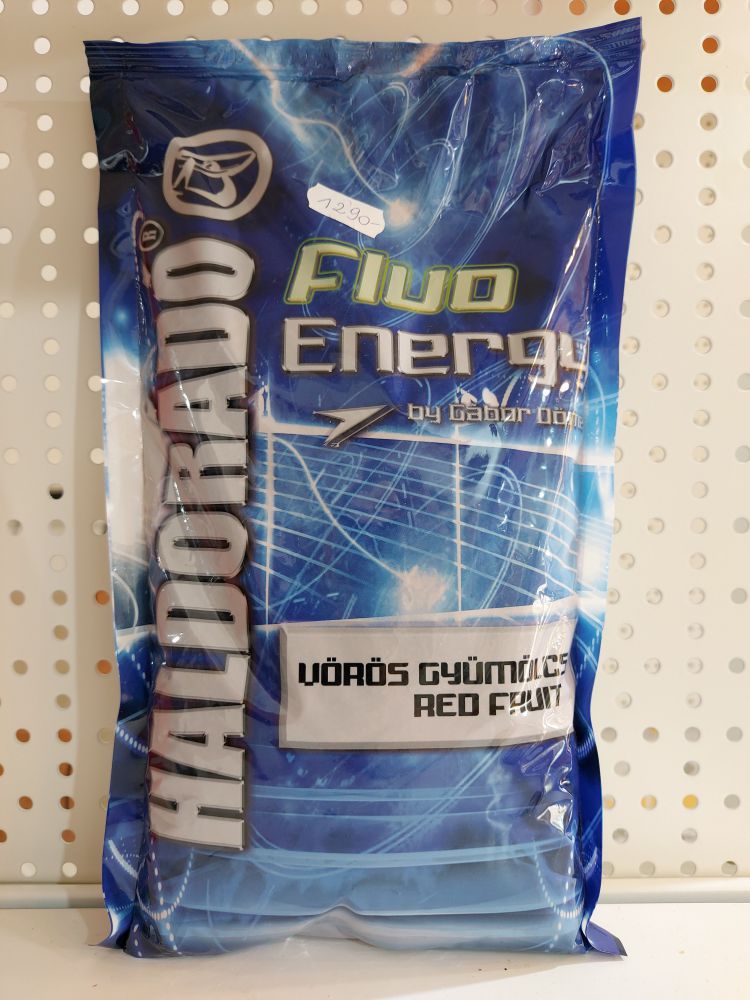 HALDORÁDÓ®
1290-
Fluo
Energy
by Gábor Döme
VÖRÖS GYÜMÖLCS
RED FRUIT